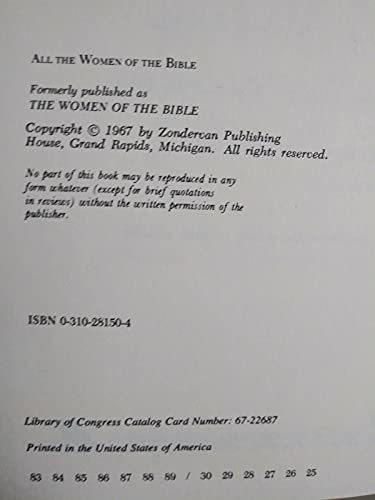 ALL THE WOMEN OF THE BIBLE
Formerly published as
THE WOMEN OF THE BIBLE
Copyright © 1967 by Zondervan Publishing
House, Grand Rapids, Michigan. All rights reserved.
No part of this book may be reproduced in any
form whatever (except for brief quotations
in reviews) without the written permission of the
publisher.
ISBN 0-310-28150-4
Library of Congress Catalog Card Number: 67-22687
Printed in the United States of America
83 84 85 86 87 88 89 / 30 29 28 27 26 25